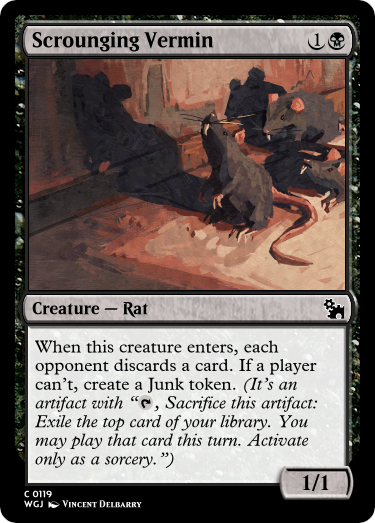 Scrounging Vermin 1
Creature — Rat
When this creature enters, each
opponent discards a card. If a player
can't, create a Junk token. (It's an
artifact with “, Sacrifice this artifact:
Exile the top card of your library. You
may play that card this turn. Activate
only as a sorcery.”)
1/1
C 0119
WGJ Vincent Delbarry